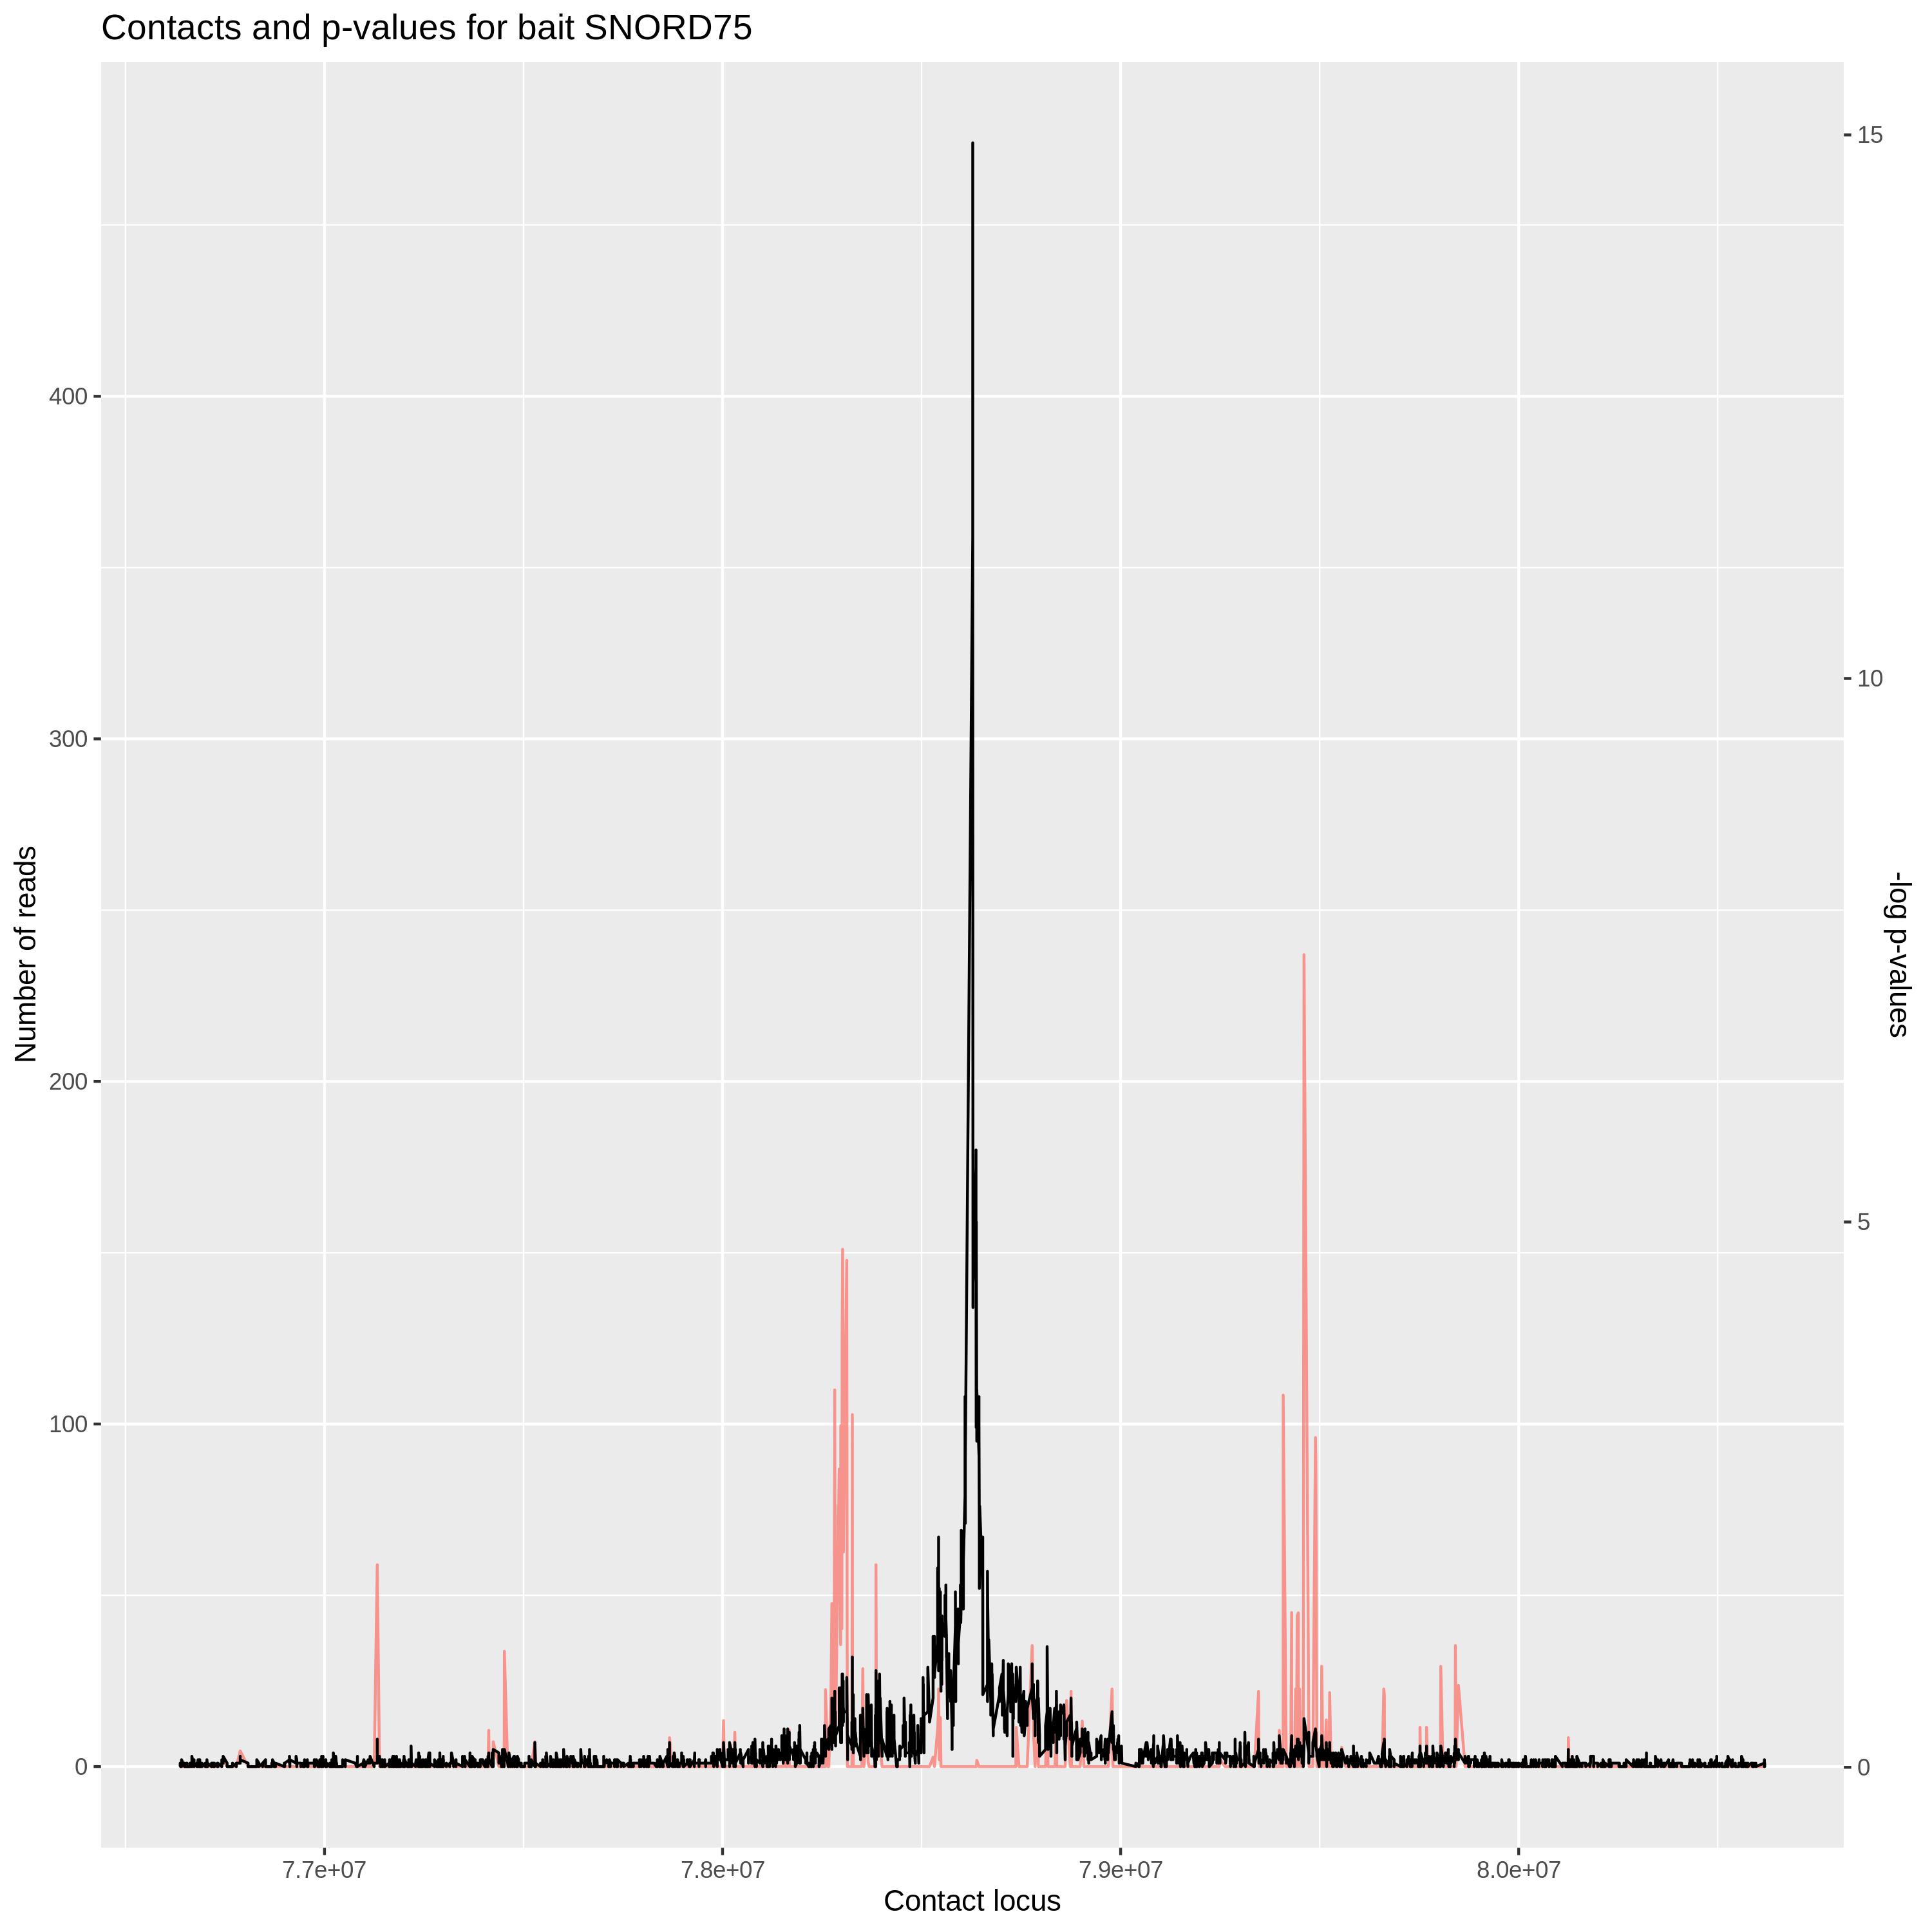 Contacts and p-values for bait SNORD75
15
400
10
300
Number of reads
-log p-values
200
5
100
0
0
7.7e+07
7.8e+07
7.9e+07
8.0e+07
Contact locus